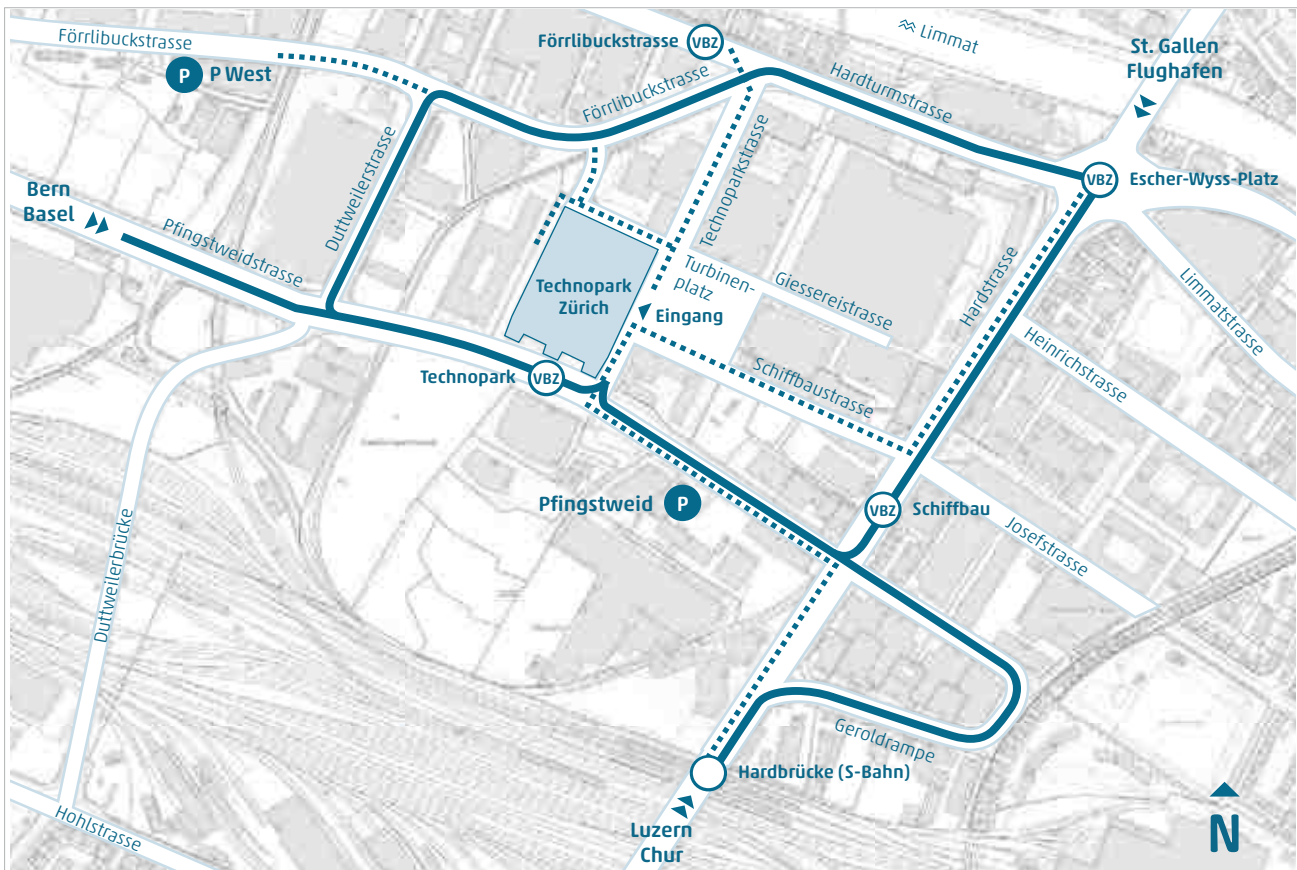 Förrlibuckstrasse
P
P West
Förrlibuckstrasse
VBZ
Limmat
St. Gallen
Flughafen
Förrlibuckstrasse
Hardturmstrasse
Duttweilerstrasse
Technoparkstrasse
VBZ
Escher-Wyss-Platz
Bern
Basel
Pfingstweidstrasse
Technopark
Zürich
Turbinen-
platz
Giessereistrasse
Eingang
Hardstrasse
Limmatstrasse
Heinrichstrasse
Technopark
VBZ
Schiffbaustrasse
Pfingstweid
P
VBZ
Schiffbau
Josefstrasse
Duttweilerbrücke
Geroldrampe
Hardbrücke (S-Bahn)
Hohlstrasse
Luzern
Chur
N